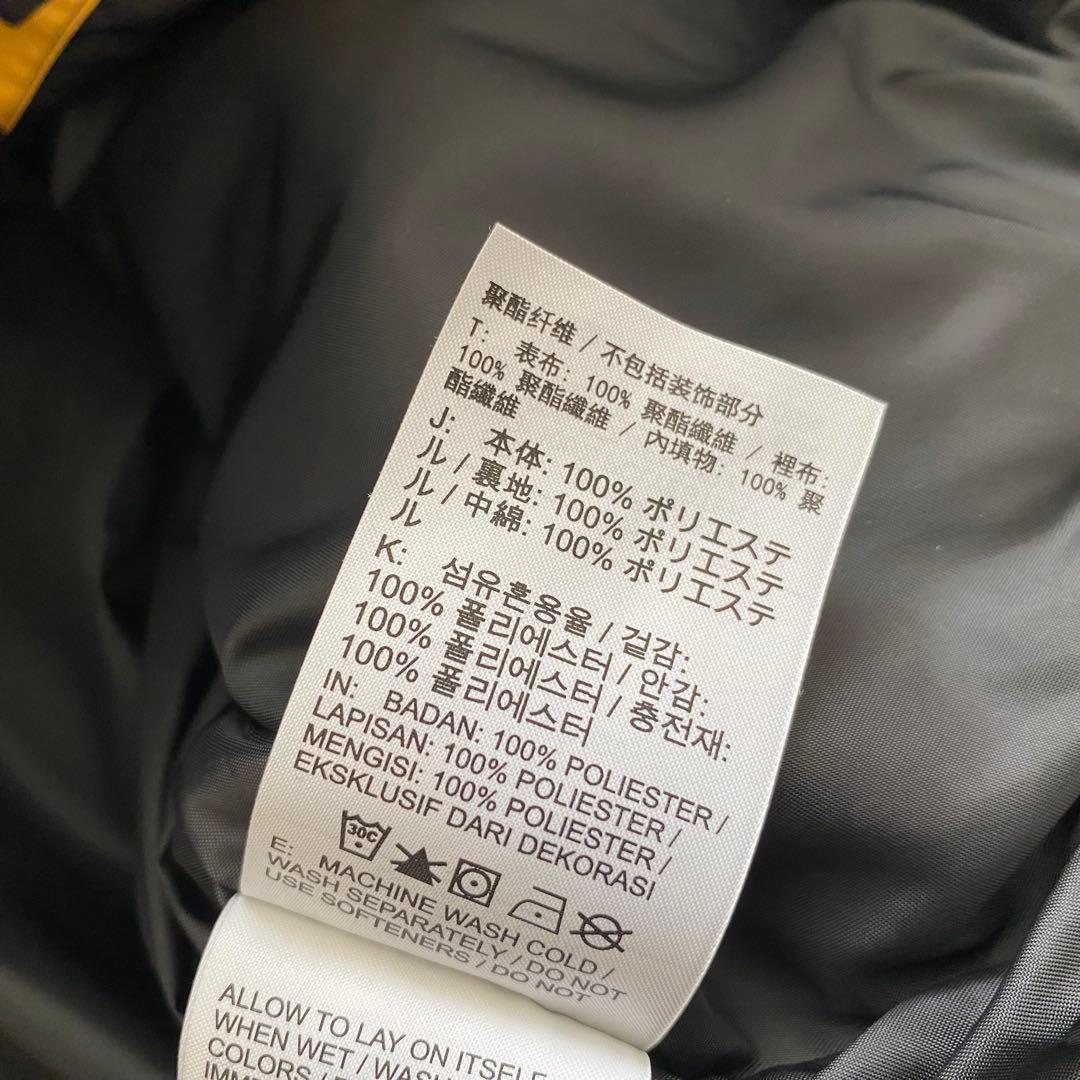 聚酯纤维 / 不包括装饰部分
T: 表布: 100% 聚酯纖維 / 裡布:
100% 聚酯纖維 / 內填物: 100% 聚
酯纖維
J: 本体: 100% ポリエステ
ル / 裏地: 100% ポリエステ
ル / 中綿: 100% ポリエステ
ル
K: 섬유혼용율 / 겉감:
100% 폴리에스터 / 안감:
100% 폴리에스터 / 충전재:
100% 폴리에스터
IN: BADAN: 100% POLIESTER /
LAPISAN: 100% POLIESTER /
MENGISI: 100% POLIESTER /
EKSKLUSIF DARI DEKORASI
30C
E: MACHINE WASH COLD /
WASH SEPARATELY / DO NOT
USE SOFTENERS / DO NOT
ALLOW TO LAY ON ITSELF
WHEN WET / WASH
COLORS /